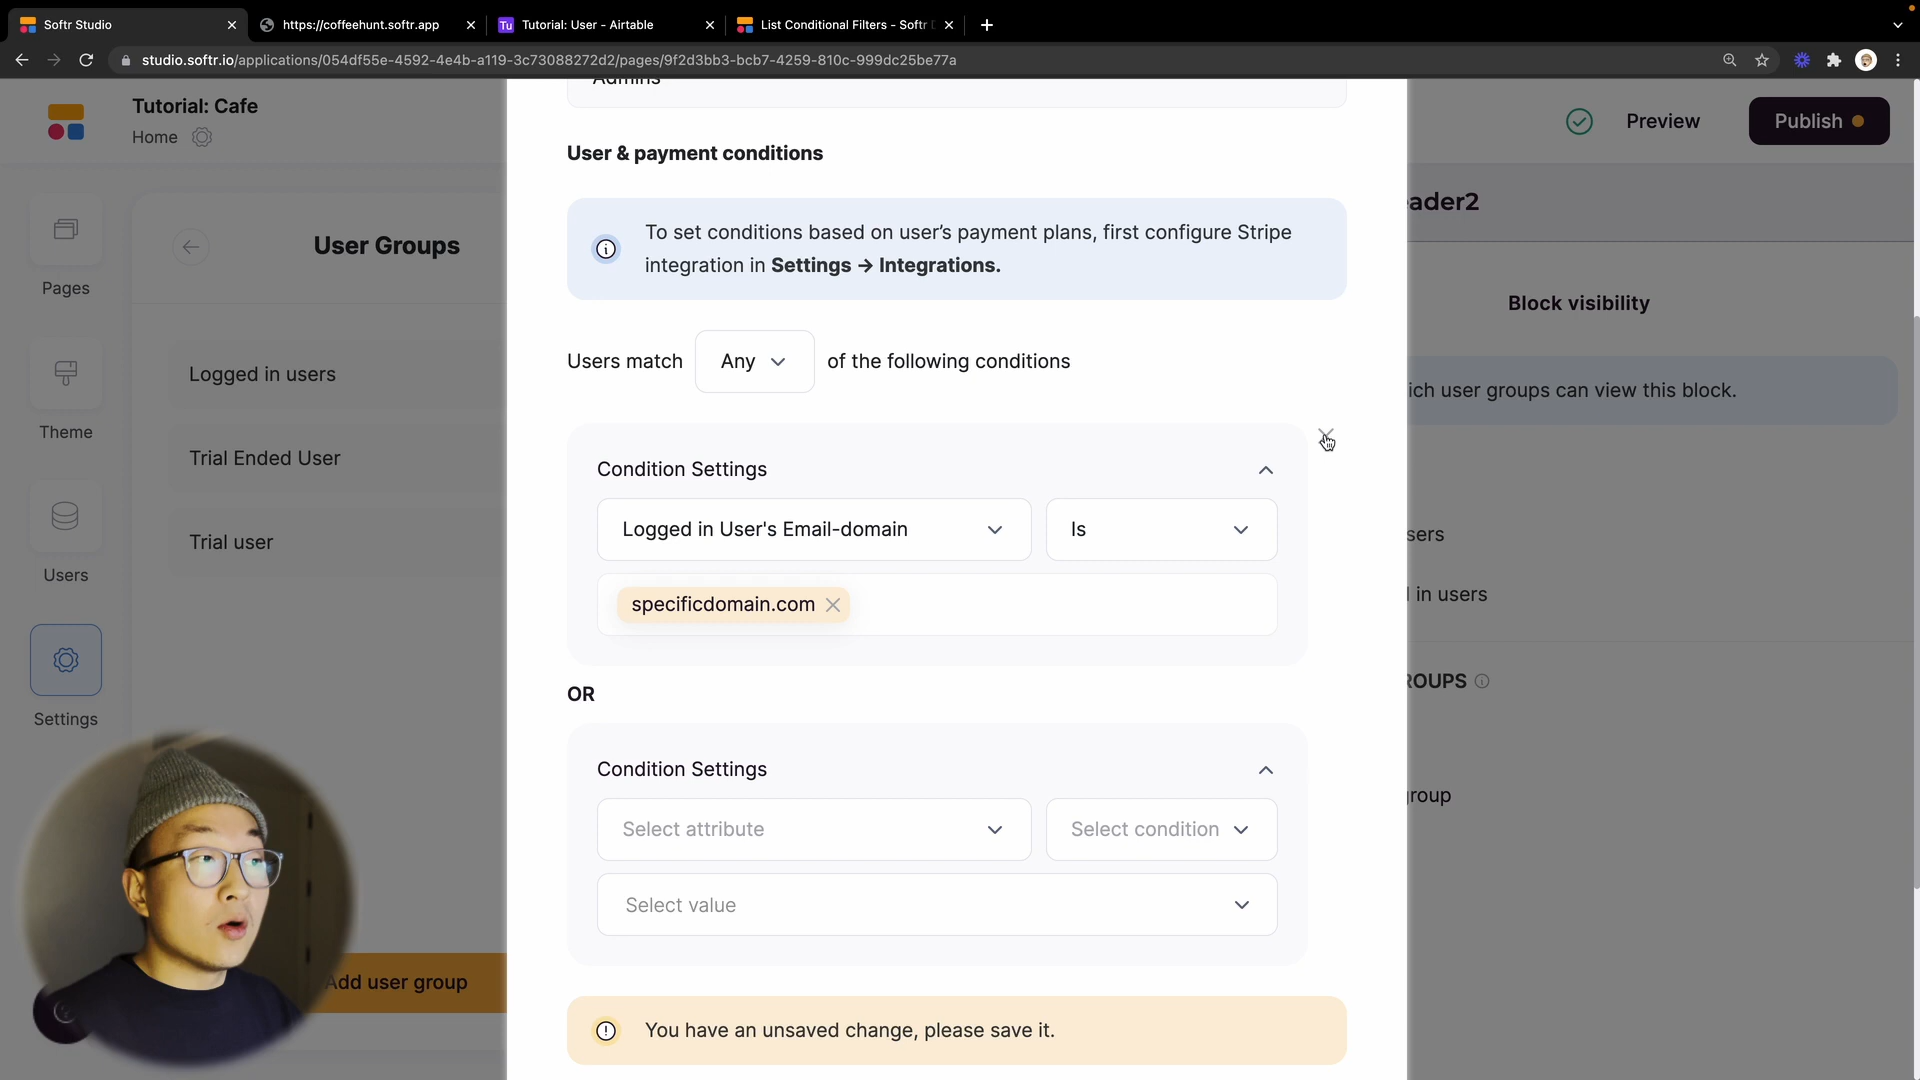 Softr Studio
https://coffeehunt.softr.app
Tutorial: User - Airtable
List Conditional Filters - Softr
studio.softr.io/applications/054df55e-4592-4e4b-a119-3c73088272d2/pages/9f2d3bb3-bcb7-4259-810c-999dc25be77a
Tutorial: Cafe
Home
Preview
Publish
Pages
Theme
Users
Settings
User Groups
Logged in users
Trial Ended User
Trial user
Add user group
Admins
User & payment conditions
To set conditions based on user's payment plans, first configure Stripe
integration in Settings → Integrations.
Users match Any of the following conditions
Condition Settings
Logged in User's Email-domain Is
specificdomain.com
OR
Condition Settings
Select attribute Select condition
Select value
You have an unsaved change, please save it.
eader2
Block visibility
ich user groups can view this block.
sers
in users
ROUPS
group